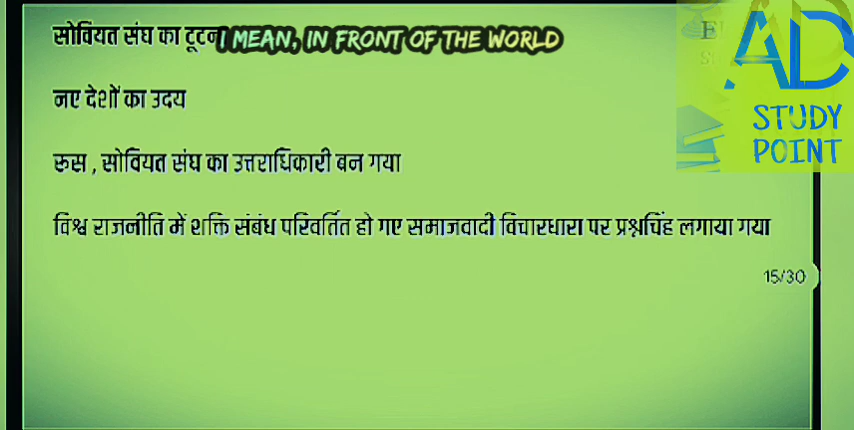 सोवियत संघ का टूटना I MEAN, IN FRONT OF THE WORLD
नए देशों का उदय
रूस , सोवियत संघ का उत्तराधिकारी बन गया
विश्व राजनीति में शक्ति संबंध परिवर्तित हो गए समाजवादी विचारधारा पर प्रश्नचिंह लगाया गया
15/30
AD
STUDY
POINT